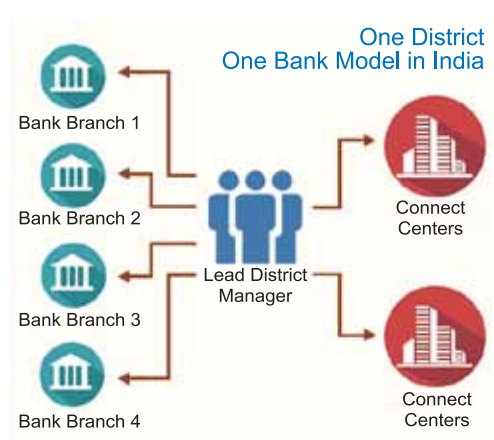 One District
One Bank Model in India
Bank Branch 1
Bank Branch 2
Bank Branch 3
Bank Branch 4
Lead District
Manager
Connect
Centers
Connect
Centers